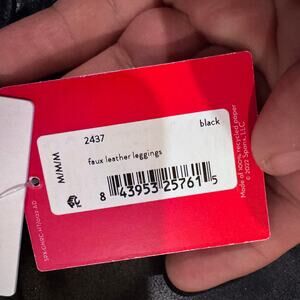 2437
black
M/M/M
faux leather leggings
8 43953 25761 5
Made of 100% recycled paper
© 2022 Spanx, LLC